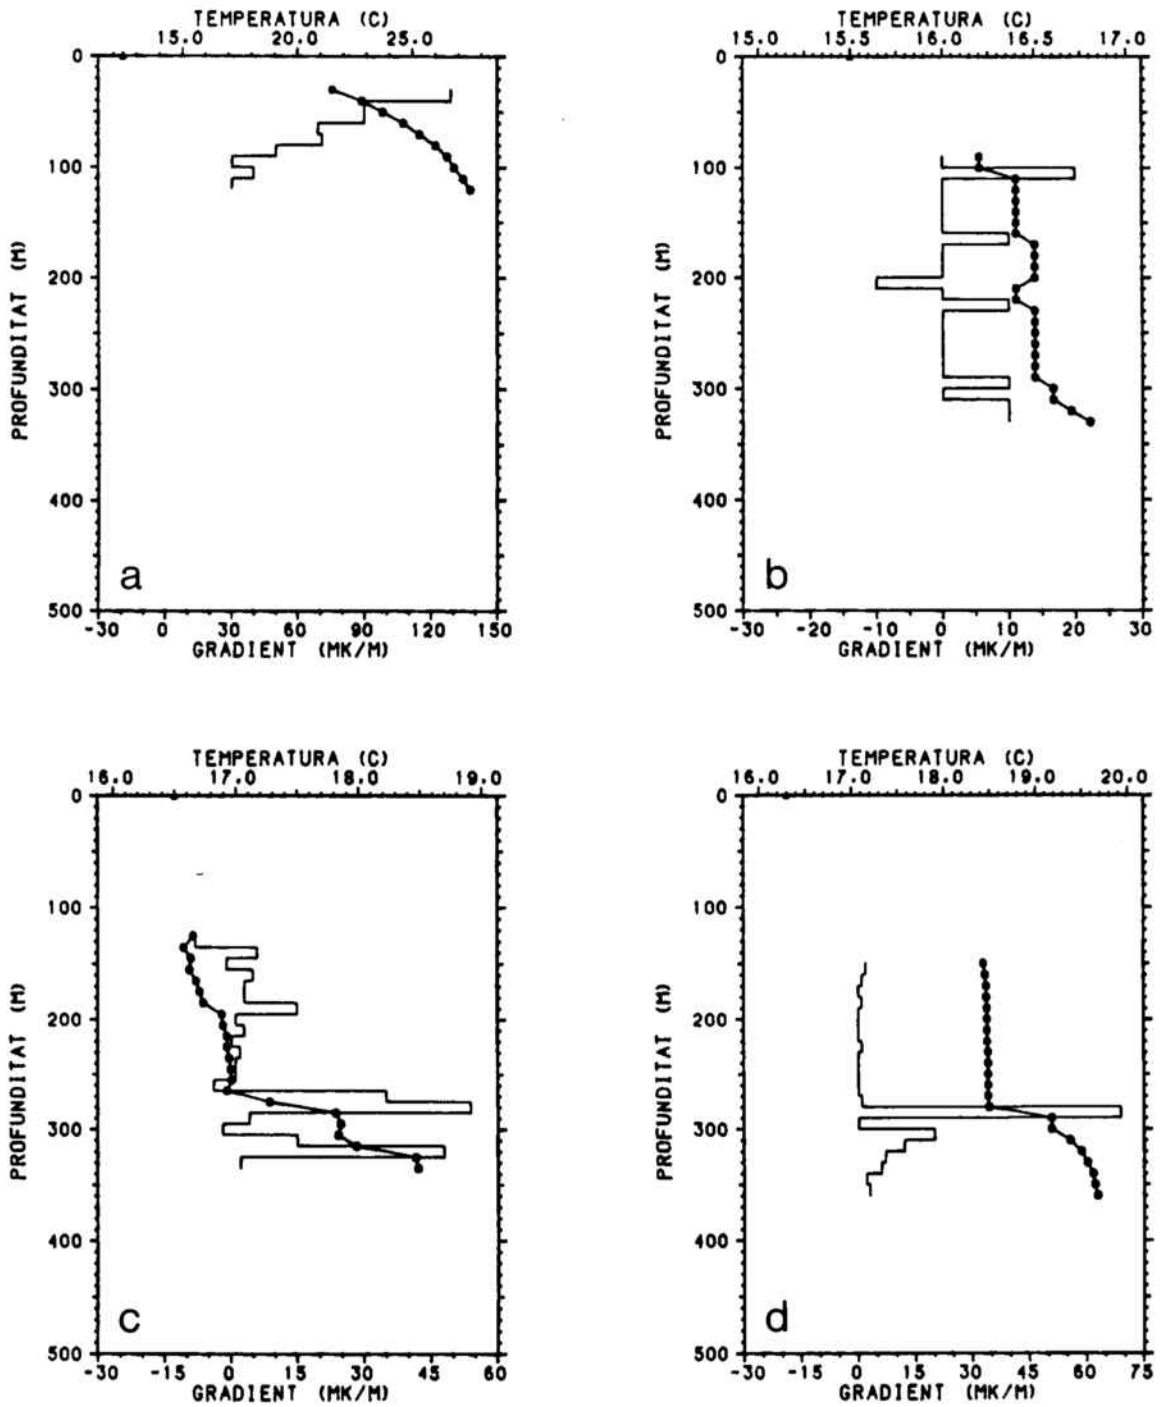 TEMPERATURA (C)
15.0 20.0 25.0
0
100
200
300
400
500
PROFUNDITAT (M)
a
-30 0 30 60 90 120 150
GRADIENT (MK/M)
TEMPERATURA (C)
15.0 15.5 16.0 16.5 17.0
0
100
200
300
400
500
PROFUNDITAT (M)
b
-30 -20 -10 0 10 20 30
GRADIENT (MK/M)
TEMPERATURA (C)
16.0 17.0 18.0 19.0
0
100
200
300
400
500
PROFUNDITAT (M)
c
-30 -15 0 15 30 45 60
GRADIENT (MK/M)
TEMPERATURA (C)
16.0 17.0 18.0 19.0 20.0
0
100
200
300
400
500
PROFUNDITAT (M)
d
-30 -15 0 15 30 45 60 75
GRADIENT (MK/M)